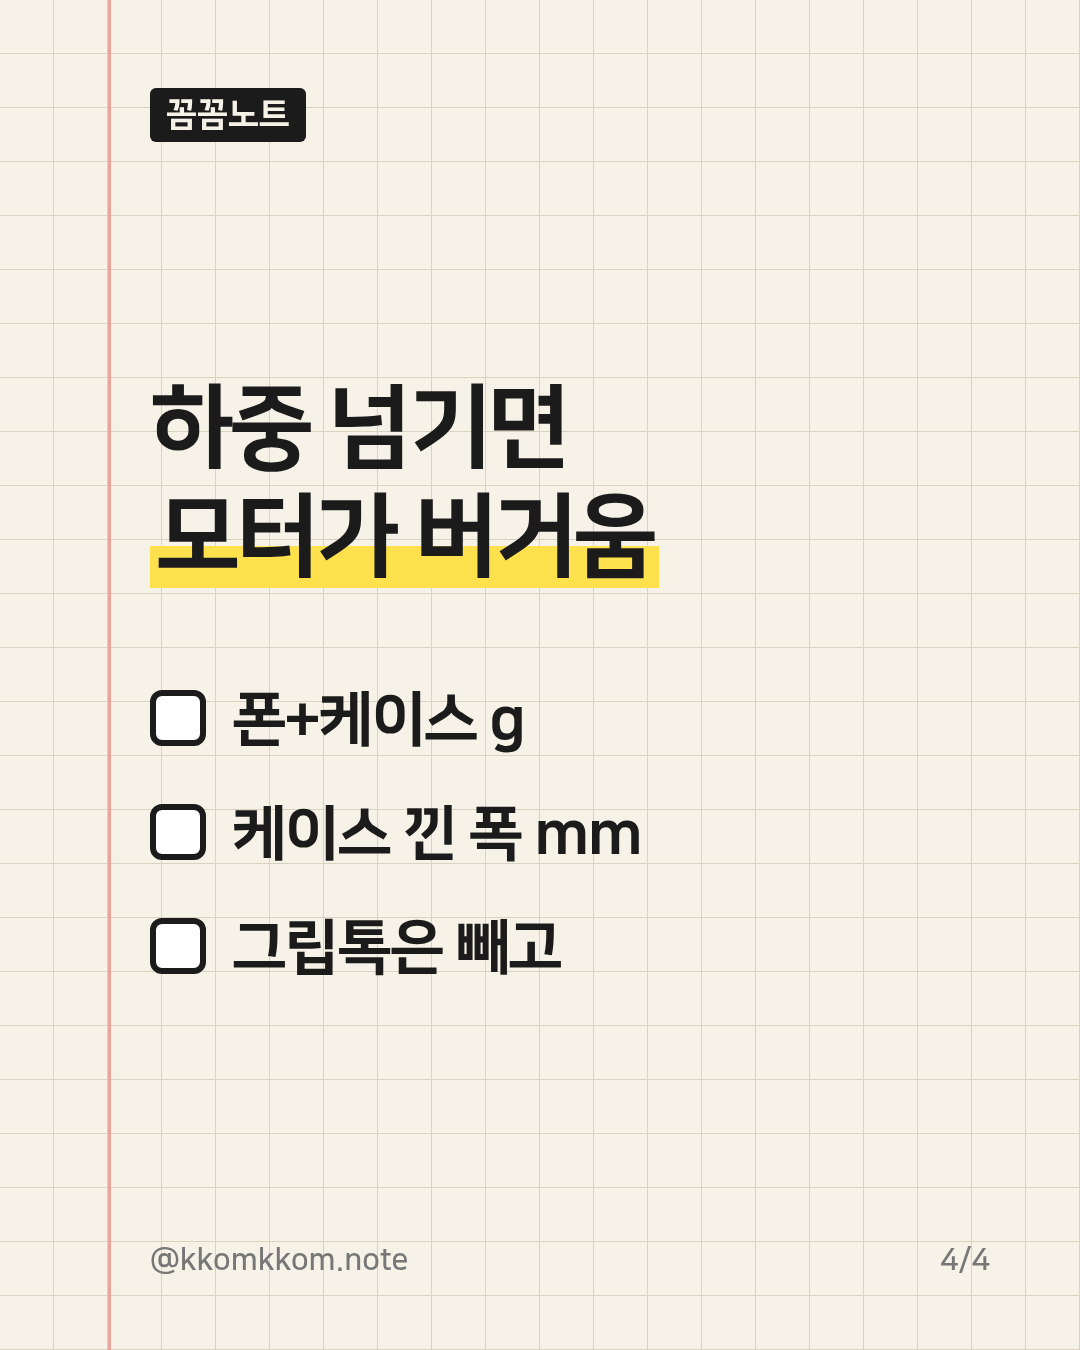 꼼꼼노트
하중 넘기면
모터가 버거움
폰+케이스 g
케이스 낀 폭 mm
그립톡은 빼고
@kkomkkom.note
4/4